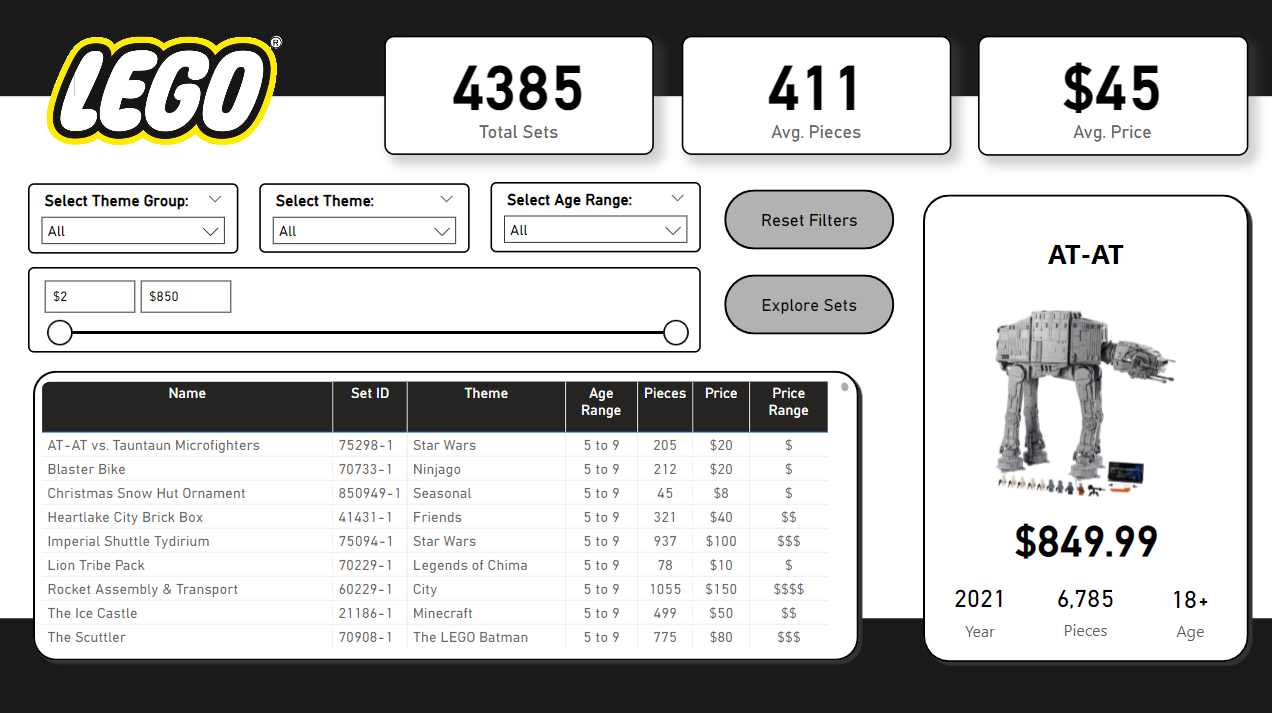 LEGO®
4385
Total Sets
411
Avg. Pieces
$45
Avg. Price
Select Theme Group:
All
Select Theme:
All
Select Age Range:
All
Reset Filters
$2 $850
Explore Sets
Name Set ID Theme Age Range Pieces Price Price Range
AT-AT vs. Tauntaun Microfighters 75298-1 Star Wars 5 to 9 205 $20 $
Blaster Bike 70733-1 Ninjago 5 to 9 212 $20 $
Christmas Snow Hut Ornament 850949-1 Seasonal 5 to 9 45 $8 $
Heartlake City Brick Box 41431-1 Friends 5 to 9 321 $40 $$
Imperial Shuttle Tydirium 75094-1 Star Wars 5 to 9 937 $100 $$$
Lion Tribe Pack 70229-1 Legends of Chima 5 to 9 78 $10 $
Rocket Assembly & Transport 60229-1 City 5 to 9 1055 $150 $$$$
The Ice Castle 21186-1 Minecraft 5 to 9 499 $50 $$
The Scuttler 70908-1 The LEGO Batman 5 to 9 775 $80 $$$
AT-AT
$849.99
2021 6,785 18+
Year Pieces Age